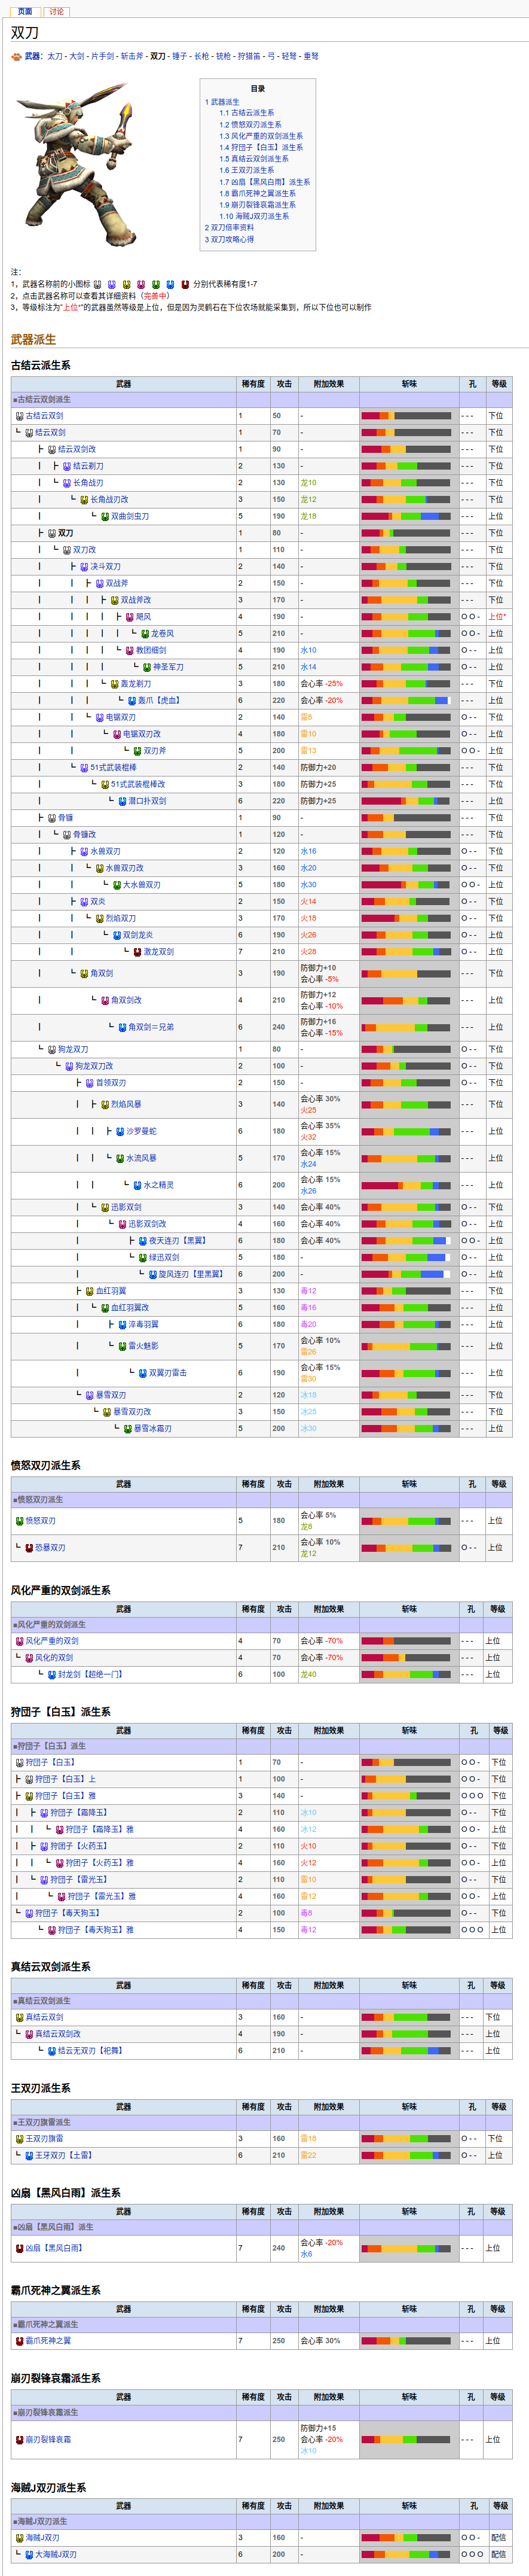 页面 讨论
双刀
武器: 太刀 - 大剑 - 片手剑 - 斩击斧 - 双刀 - 锤子 - 长枪 - 铳枪 - 狩猎笛 - 弓 - 轻弩 - 重弩
目录
1 武器派生
1.1 古结云派生系
1.2 愤怒双刃派生系
1.3 风化严重的双剑派生系
1.4 狩団子【白玉】派生系
1.5 真结云双剑派生系
1.6 王双刃派生系
1.7 凶扇【黑风白雨】派生系
1.8 霸爪死神之翼派生系
1.9 崩刃裂锋哀霜派生系
1.10 海贼J双刃派生系
2 双刀倍率资料
3 双刀攻略心得
注:
1，武器名称前的小图标 分别代表稀有度1-7
2，点击武器名称可以查看其详细资料（完善中）
3，等级标注为"上位*"的武器虽然等级是上位，但是因为灵鹤石在下位农场就能采集到，所以下位也可以制作
武器派生
古结云派生系
武器 稀有度 攻击 附加效果 斩味 孔 等级
■古结云双剑派生
古结云双剑 1 50 - - - - 下位
┗ 结云双剑 1 70 - - - - 下位
┣ 结云双剑改 1 90 - - - - 下位
┃ ┣ 结云剃刀 2 130 - - - - 下位
┃ ┗ 长角战刃 2 130 龙10 - - - 下位
┃ ┗ 长角战刃改 3 150 龙12 - - - 下位
┃ ┗ 双曲剑虫刀 5 190 龙18 - - - 上位
┣ 双刀 1 80 - - - - 下位
┃ ┗ 双刀改 1 110 - O - - 下位
┃ ┣ 决斗双刀 2 140 - - - - 下位
┃ ┃ ┣ 双战斧 2 150 - - - - 下位
┃ ┃ ┃ ┣ 双战斧改 3 170 - - - - 下位
┃ ┃ ┃ ┃ ┣ 飓风 4 190 - O O - 上位*
┃ ┃ ┃ ┃ ┃ ┗ 龙卷风 5 210 - O O - 上位
┃ ┃ ┃ ┃ ┗ 教团细剑 4 190 水10 O - - 上位
┃ ┃ ┃ ┃ ┗ 神圣军刀 5 210 水14 O - - 上位
┃ ┃ ┃ ┗ 轰龙剃刀 3 180 会心率 -25% - - - 下位
┃ ┃ ┃ ┗ 轰爪【虎血】 6 220 会心率 -20% - - - 上位
┃ ┃ ┗ 电锯双刃 2 140 雷8 O - - 下位
┃ ┃ ┗ 电锯双刃改 4 180 雷10 O - - 上位
┃ ┃ ┗ 双刃斧 5 200 雷13 O O - 上位
┃ ┗ 51式武装棍棒 2 140 防御力+20 - - - 下位
┃ ┗ 51式武装棍棒改 3 180 防御力+25 - - - 下位
┃ ┗ 潜口扑双剑 6 220 防御力+25 - - - 上位
┣ 骨镰 1 90 - - - - 下位
┃ ┗ 骨镰改 1 120 - - - - 下位
┃ ┣ 水兽双刃 2 120 水16 O - - 下位
┃ ┃ ┗ 水兽双刃改 3 160 水20 O - - 下位
┃ ┃ ┗ 大水兽双刃 5 180 水30 O O - 上位
┃ ┣ 双炎 2 150 火14 - - - 下位
┃ ┃ ┗ 烈焰双刀 3 170 火18 - - - 下位
┃ ┃ ┗ 双剑龙炎 6 190 火26 O - - 上位
┃ ┃ ┗ 激龙双剑 7 210 火28 O - - 上位
┃ ┗ 角双剑 3 190 防御力+10 - - - 下位
会心率 -5%
┃ ┗ 角双剑改 4 210 防御力+12 - - - 上位
会心率 -10%
┃ ┗ 角双剑＝兄弟 6 240 防御力+16 - - - 上位
会心率 -15%
┗ 狗龙双刀 1 80 - O - - 下位
┗ 狗龙双刀改 2 100 - O - - 下位
┣ 首领双刃 2 150 - O - - 下位
┃ ┣ 烈焰风暴 3 140 会心率 30% - - - 下位
火25
┃ ┃ ┣ 沙罗曼蛇 6 180 会心率 35% - - - 上位
火32
┃ ┃ ┗ 水流风暴 5 170 会心率 15% - - - 上位
水24
┃ ┃ ┗ 水之精灵 6 200 会心率 15% - - - 上位
水26
┃ ┗ 迅影双剑 3 140 会心率 40% O - - 下位
┃ ┗ 迅影双剑改 4 160 会心率 40% O - - 上位
┃ ┣ 夜天连刃【黑翼】 6 180 会心率 40% O O - 上位
┃ ┗ 绿迅双剑 5 180 - O - - 上位
┃ ┗ 旋风连刃【里黑翼】 6 200 - O - - 上位
┣ 血红羽翼 3 130 毒12 - - - 下位
┃ ┗ 血红羽翼改 5 160 毒16 - - - 上位
┃ ┣ 淬毒羽翼 6 180 毒20 - - - 上位
┃ ┗ 雷火魅影 5 170 会心率 10% - - - 上位
雷26
┃ ┗ 双翼刃雷击 6 190 会心率 15% - - - 上位
雷30
┗ 暴雪双刃 2 120 冰18 - - - 下位
┗ 暴雪双刃改 3 150 冰25 - - - 下位
┗ 暴雪冰霜刃 5 200 冰30 - - - 上位
愤怒双刃派生系
武器 稀有度 攻击 附加效果 斩味 孔 等级
■愤怒双刃派生
愤怒双刃 5 180 会心率 5% - - - 上位
龙8
┗ 恐暴双刃 7 210 会心率 10% O - - 上位
龙12
风化严重的双剑派生系
武器 稀有度 攻击 附加效果 斩味 孔 等级
■风化严重的双剑派生
风化严重的双剑 4 70 会心率 -70% - - - 上位
┗ 风化的双剑 4 70 会心率 -70% - - - 上位
┗ 封龙剑【超绝一门】 6 100 龙40 - - - 上位
狩団子【白玉】派生系
武器 稀有度 攻击 附加效果 斩味 孔 等级
■狩団子【白玉】派生
狩団子【白玉】 1 70 - O O - 下位
┣ 狩団子【白玉】上 1 100 - O O - 下位
┣ 狩団子【白玉】雅 3 140 - O O O 下位
┃ ┣ 狩団子【霜降玉】 2 110 冰10 O - - 下位
┃ ┃ ┗ 狩団子【霜降玉】雅 4 160 冰12 O O - 上位
┃ ┣ 狩団子【火药玉】 2 110 火10 O - - 下位
┃ ┃ ┗ 狩団子【火药玉】雅 4 160 火12 O O - 上位
┃ ┗ 狩団子【雷光玉】 2 110 雷10 O - - 下位
┃ ┗ 狩団子【雷光玉】雅 4 160 雷12 O O - 上位
┗ 狩団子【毒天狗玉】 2 100 毒8 O - - 下位
┗ 狩団子【毒天狗玉】雅 4 150 毒12 O O O 上位
真结云双剑派生系
武器 稀有度 攻击 附加效果 斩味 孔 等级
■真结云双剑派生
真结云双剑 3 160 - - - - 下位
┗ 真结云双剑改 4 190 - - - - 上位
┗ 结云无双刃【祀舞】 6 210 - - - - 上位
王双刃派生系
武器 稀有度 攻击 附加效果 斩味 孔 等级
■王双刃旗雷派生
王双刃旗雷 3 160 雷18 O - - 下位
┗ 王牙双刃【土雷】 6 210 雷22 O - - 上位
凶扇【黑风白雨】派生系
武器 稀有度 攻击 附加效果 斩味 孔 等级
■凶扇【黑风白雨】派生
凶扇【黑风白雨】 7 240 会心率 -20% - - - 上位
水6
霸爪死神之翼派生系
武器 稀有度 攻击 附加效果 斩味 孔 等级
■霸爪死神之翼派生
霸爪死神之翼 7 250 会心率 30% - - - 上位
崩刃裂锋哀霜派生系
武器 稀有度 攻击 附加效果 斩味 孔 等级
■崩刃裂锋哀霜派生
崩刃裂锋哀霜 7 250 防御力+15 - - - 上位
会心率 -20%
冰10
海贼J双刃派生系
武器 稀有度 攻击 附加效果 斩味 孔 等级
■海贼J双刃派生
海贼J双刃 3 160 - O O - 配信
┗ 大海贼J双刃 6 200 - O O O 配信